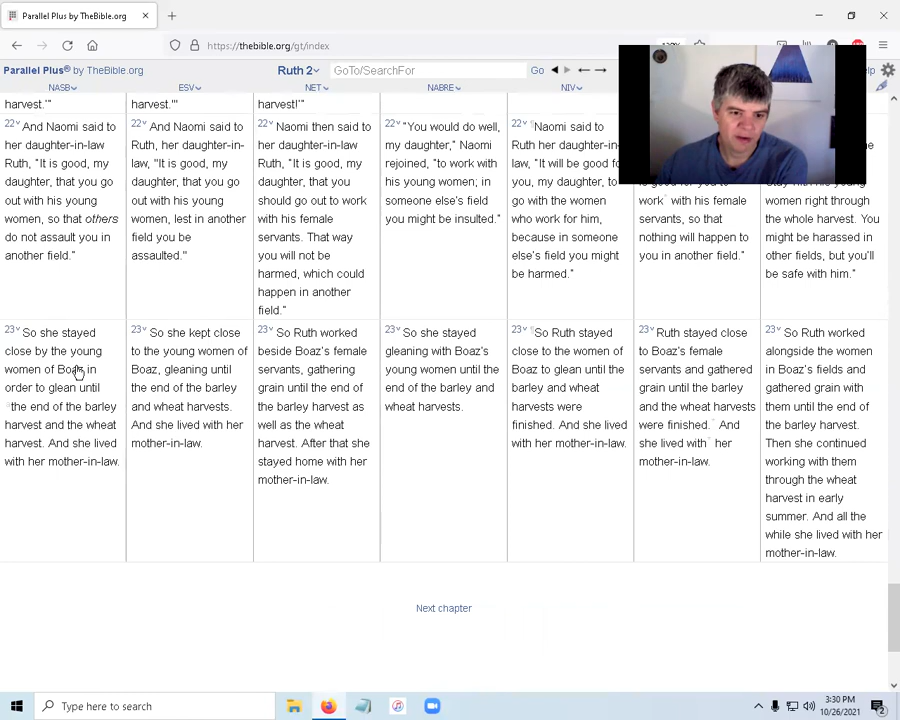 Parallel Plus by TheBible.org
https://thebible.org/gt/index
Parallel Plus® by TheBible.org
Ruth 2
GoTo/SearchFor
Go
NASB
ESV
NET
NABRE
NIV
harvest.'"
22 And Naomi said to
her daughter-in-law
Ruth, "It is good, my
daughter, that you go
out with his young
women, so that others
do not assault you in
another field."
23 So she stayed
close by the young
women of Boaz in
order to glean until
the end of the barley
harvest and the wheat
harvest. And she lived
with her mother-in-law.
harvest.'"
22 And Naomi said to
Ruth, her daughter-in-
law, "It is good, my
daughter, that you go
out with his young
women, lest in another
field you be
assaulted."
23 So she kept close
to the young women of
Boaz, gleaning until
the end of the barley
and wheat harvests.
And she lived with her
mother-in-law.
harvest!'"
22 Naomi then said to
her daughter-in-law
Ruth, "It is good, my
daughter, that you
should go out to work
with his female
servants. That way
you will not be
harmed, which could
happen in another
field."
23 So Ruth worked
beside Boaz's female
servants, gathering
grain until the end of
the barley harvest as
well as the wheat
harvest. After that she
stayed home with her
mother-in-law.
22 "You would do well,
my daughter," Naomi
rejoined, "to work with
his young women; in
someone else's field
you might be insulted."
23 So she stayed
gleaning with Boaz's
young women until the
end of the barley and
wheat harvests.
22 Naomi said to
Ruth her daughter-in-
law, "It will be good for
you, my daughter, to
go with the women
who work for him,
because in someone
else's field you might
be harmed."
23 So Ruth stayed
close to the women of
Boaz to glean until the
barley and wheat
harvests were
finished. And she lived
with her mother-in-law.
work with his female
servants, so that
nothing will happen to
you in another field."
23 Ruth stayed close
to Boaz's female
servants and gathered
grain until the barley
and the wheat harvests
were finished. And
she lived with her
mother-in-law.
women right through
the whole harvest. You
might be harassed in
other fields, but you'll
be safe with him."
23 So Ruth worked
alongside the women
in Boaz's fields and
gathered grain with
them until the end of
the barley harvest.
Then she continued
working with them
through the wheat
harvest in early
summer. And all the
while she lived with her
mother-in-law.
Next chapter
Type here to search
3:30 PM
10/26/2021
2